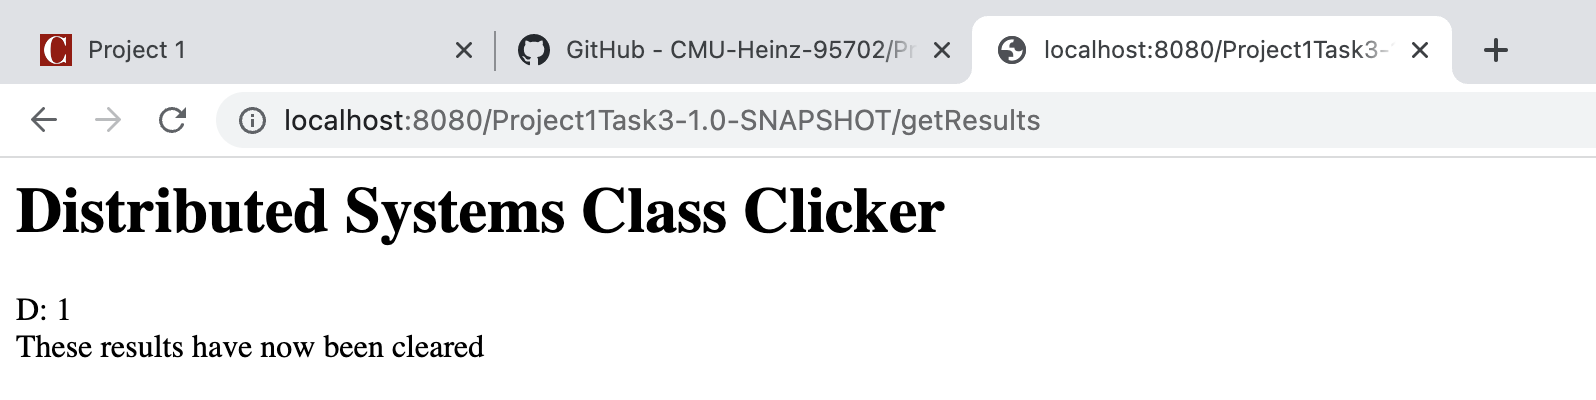 Project 1
GitHub - CMU-Heinz-95702/Pr
localhost:8080/Project1Task3-
localhost:8080/Project1Task3-1.0-SNAPSHOT/getResults
Distributed Systems Class Clicker
D: 1
These results have now been cleared